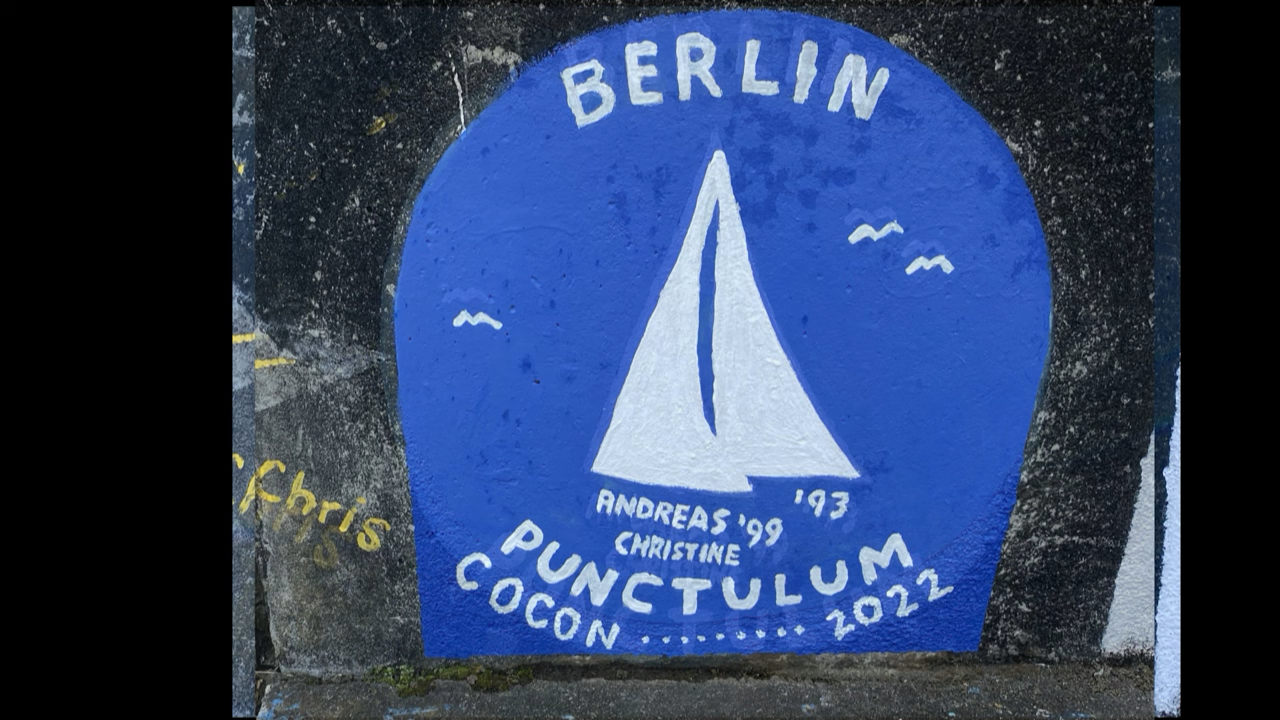 BERLIN
'93
ANDREAS '99
CHRISTINE
PUNCTULUM
COCON ......... 2022
Chris